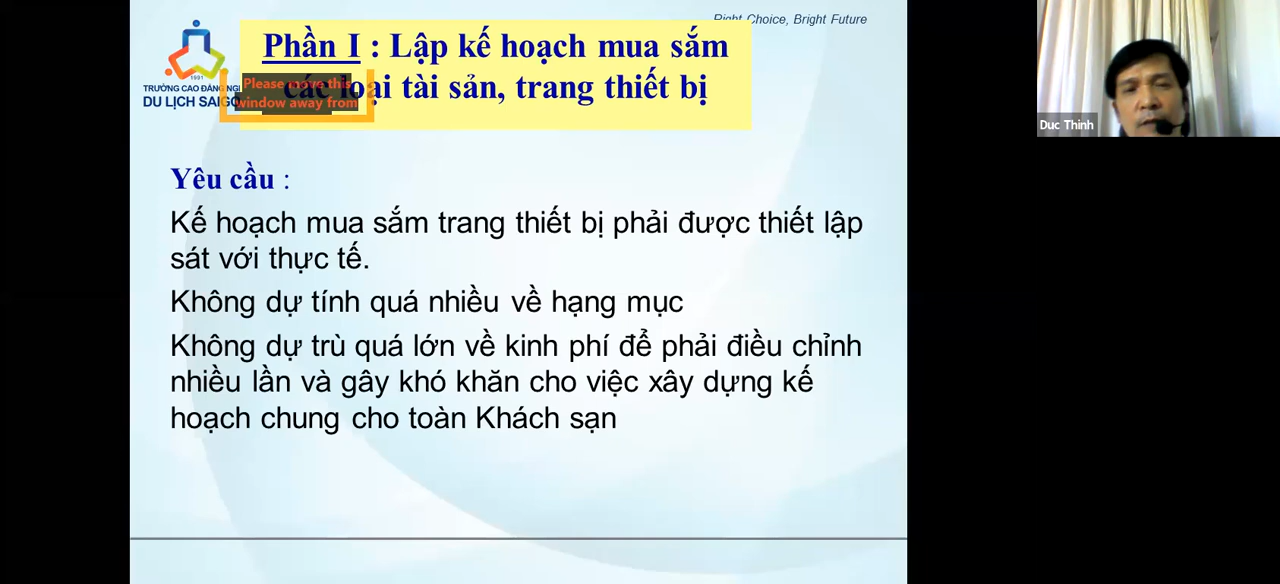 Right Choice, Bright Future
Phần I : Lập kế hoạch mua sắm
các loại tài sản, trang thiết bị
1991
TRƯỜNG CAO ĐẲNG NGH
DU LỊCH SAIGO
Please move this
window away from
Yêu cầu :
Kế hoạch mua sắm trang thiết bị phải được thiết lập
sát với thực tế.
Không dự tính quá nhiều về hạng mục
Không dự trù quá lớn về kinh phí để phải điều chỉnh
nhiều lần và gây khó khăn cho việc xây dựng kế
hoạch chung cho toàn Khách sạn
Duc Thinh